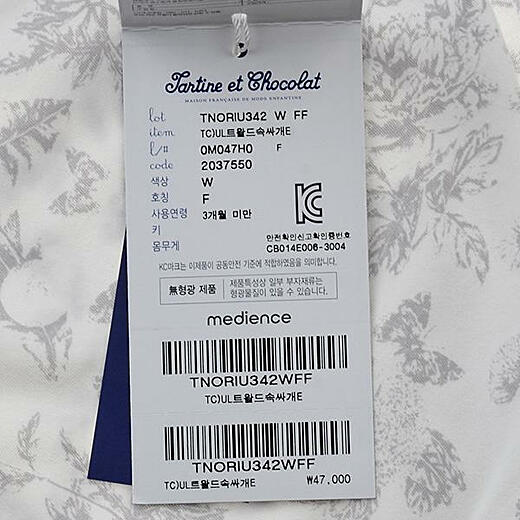 Tartine et Chocolat
MAISON FRANÇAISE DE MODE ENFANTINE
lot TNORIU342 W FF
item TC)UL트왈드속싸개E
l/# 0M047H0 F
code 2037550
색상 W
호칭 F
사용연령 3개월 미만
키
몸무게
안전확인신고확인증번호
CB014E006-3004
KC마크는 이제품이 공통안전 기준에 적합하였음을 의미합니다.
無형광 제품
제품특성상 일부 부자재류는
형광물질이 있을 수 있습니다.
medience
TNORIU342WFF
TC)UL트왈드속싸개E
TNORIU342WFF
TC)UL트왈드속싸개E ₩47,000